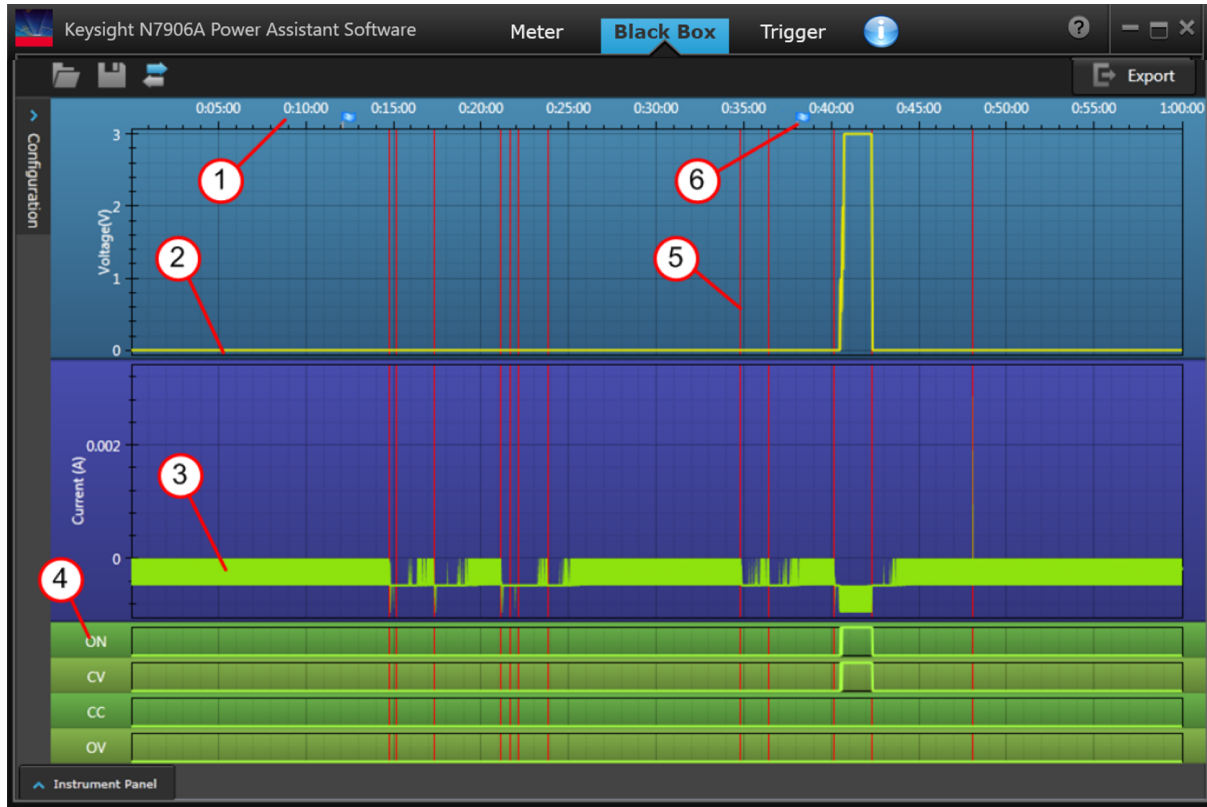 Keysight N7906A Power Assistant Software
Meter
Black Box
Trigger
i
?
Export
Configuration
0:05:00 0:10:00 0:15:00 0:20:00 0:25:00 0:30:00 0:35:00 0:40:00 0:45:00 0:50:00 0:55:00 1:00:00
1
6
3
2
1
0
Voltage(V)
2
5
0.002
0
Current (A)
3
4
ON
CV
CC
OV
Instrument Panel